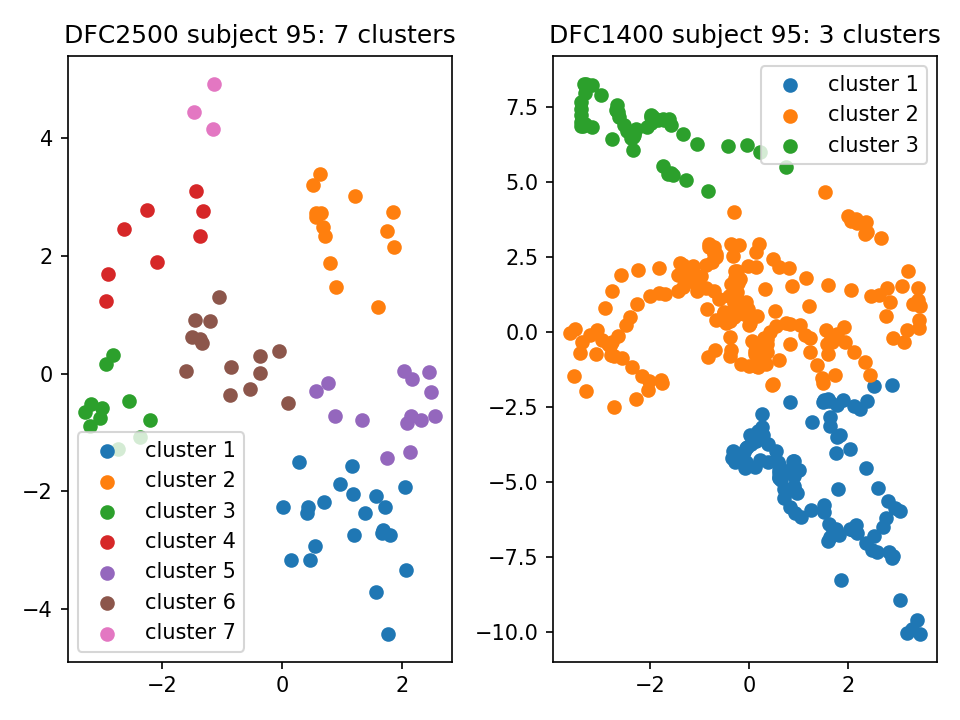 DFC2500 subject 95: 7 clusters
4
2
0
−2
−4
−2
0
2
cluster 1
cluster 2
cluster 3
cluster 4
cluster 5
cluster 6
cluster 7
DFC1400 subject 95: 3 clusters
7.5
5.0
2.5
0.0
−2.5
−5.0
−7.5
−10.0
−2
0
2
cluster 1
cluster 2
cluster 3